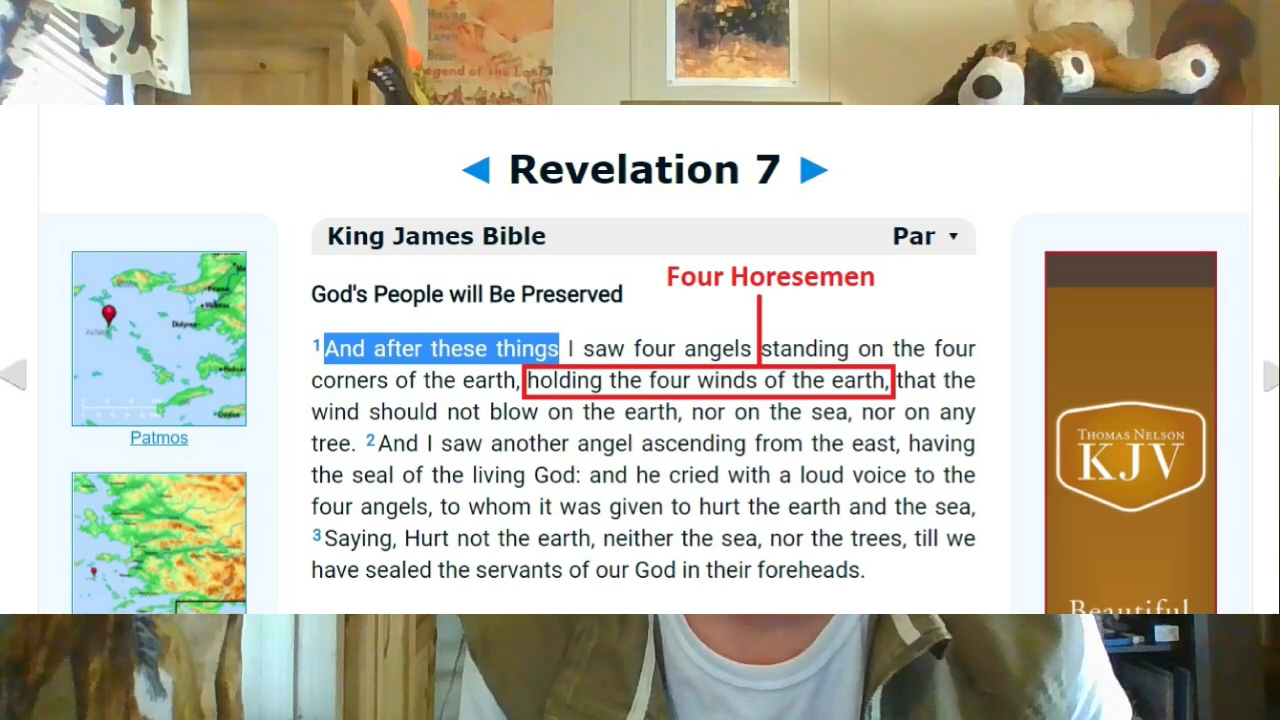 Legend of the Lost
◀ Revelation 7 ▶
King James Bible
Par ▼
Four Horesemen
God's People will Be Preserved
1 And after these things I saw four angels standing on the four
corners of the earth, holding the four winds of the earth, that the
wind should not blow on the earth, nor on the sea, nor on any
tree. 2 And I saw another angel ascending from the east, having
the seal of the living God: and he cried with a loud voice to the
four angels, to whom it was given to hurt the earth and the sea,
3 Saying, Hurt not the earth, neither the sea, nor the trees, till we
have sealed the servants of our God in their foreheads.
Patmos
THOMAS NELSON
KJV
Beautiful